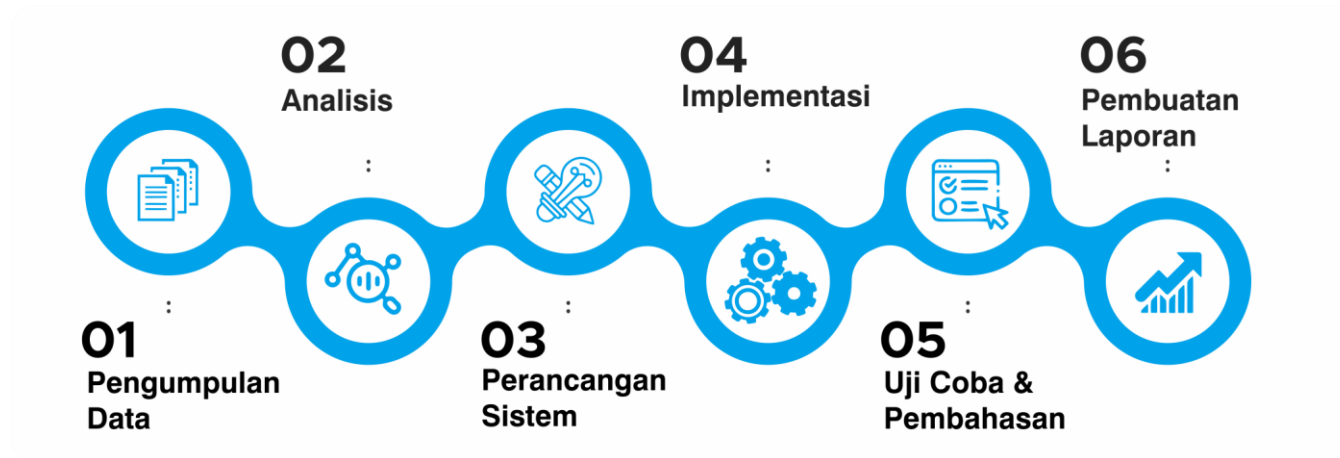 01
Pengumpulan
Data
02
Analisis
03
Perancangan
Sistem
04
Implementasi
05
Uji Coba &
Pembahasan
06
Pembuatan
Laporan